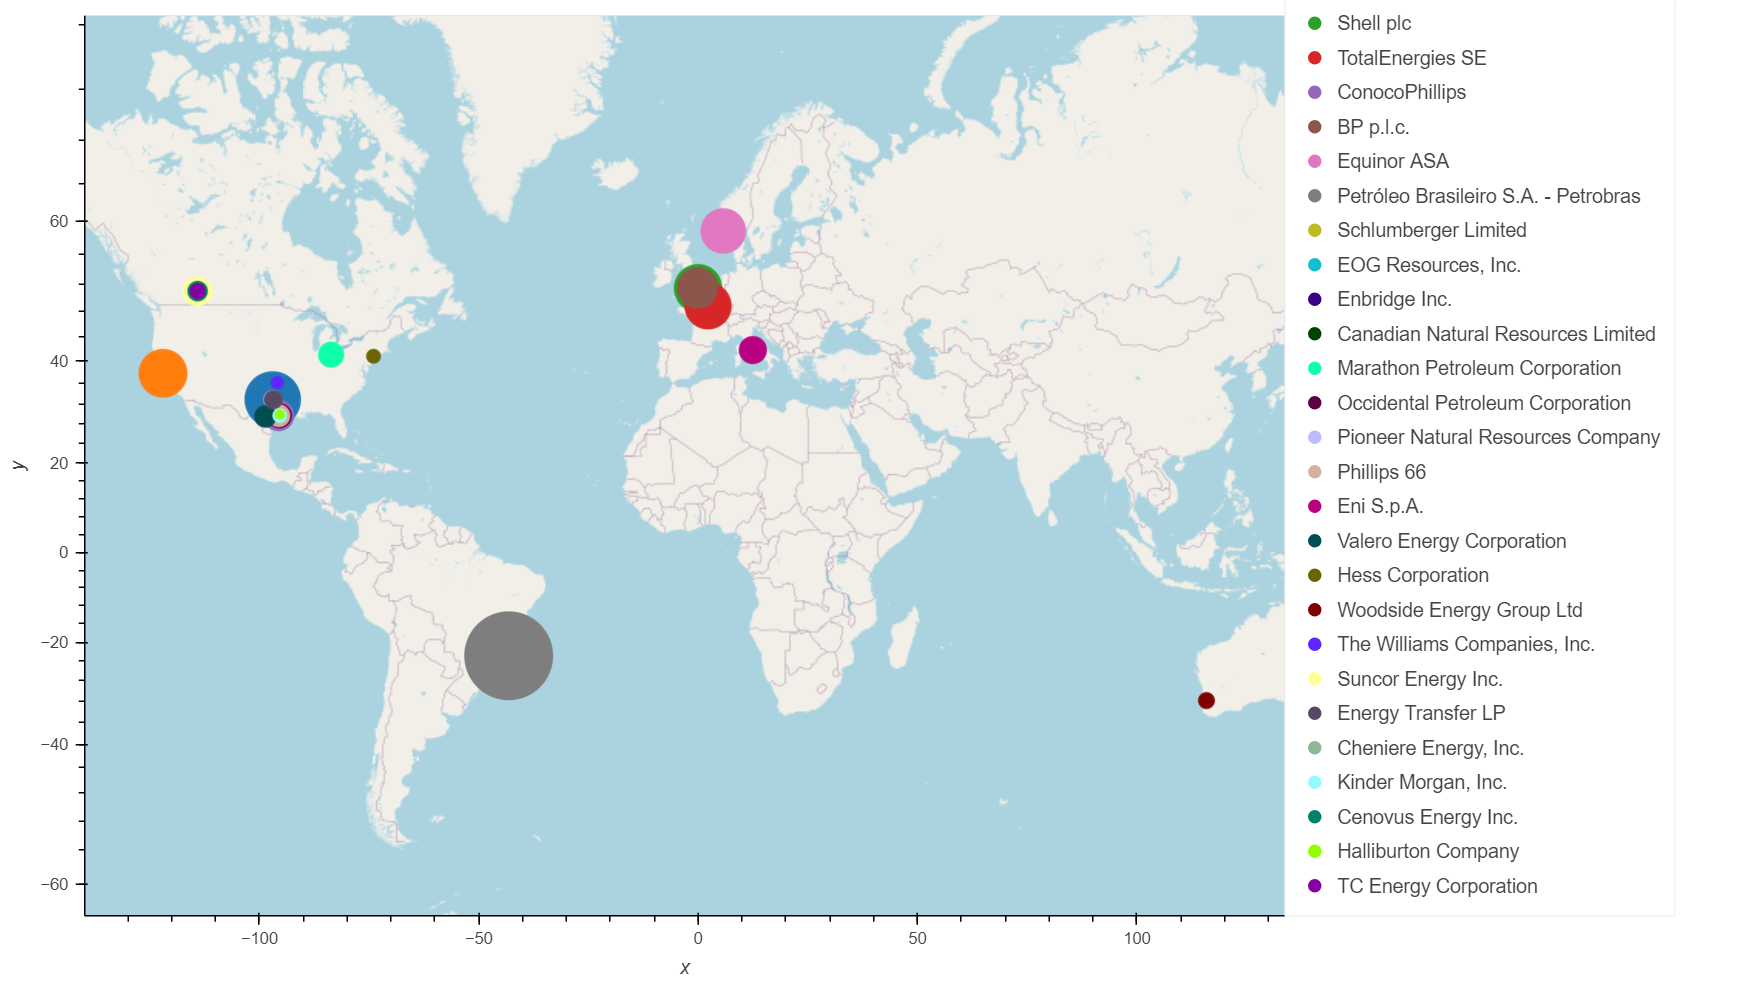 Shell plc
TotalEnergies SE
ConocoPhillips
BP p.l.c.
Equinor ASA
Petróleo Brasileiro S.A. - Petrobras
Schlumberger Limited
EOG Resources, Inc.
Enbridge Inc.
Canadian Natural Resources Limited
Marathon Petroleum Corporation
Occidental Petroleum Corporation
Pioneer Natural Resources Company
Phillips 66
Eni S.p.A.
Valero Energy Corporation
Hess Corporation
Woodside Energy Group Ltd
The Williams Companies, Inc.
Suncor Energy Inc.
Energy Transfer LP
Cheniere Energy, Inc.
Kinder Morgan, Inc.
Cenovus Energy Inc.
Halliburton Company
TC Energy Corporation
60
40
20
0
−20
−40
−60
y
−100
−50
0
50
100
x